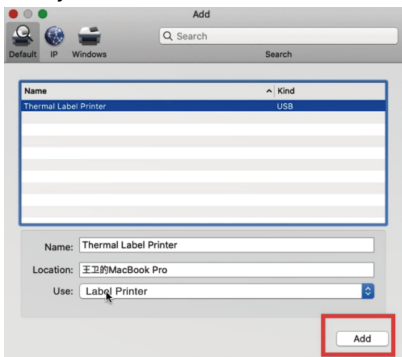 Add
Search
Default IP Windows Search
Name Kind
Thermal Label Printer USB
Name: Thermal Label Printer
Location: 王卫的MacBook Pro
Use: Label Printer
Add